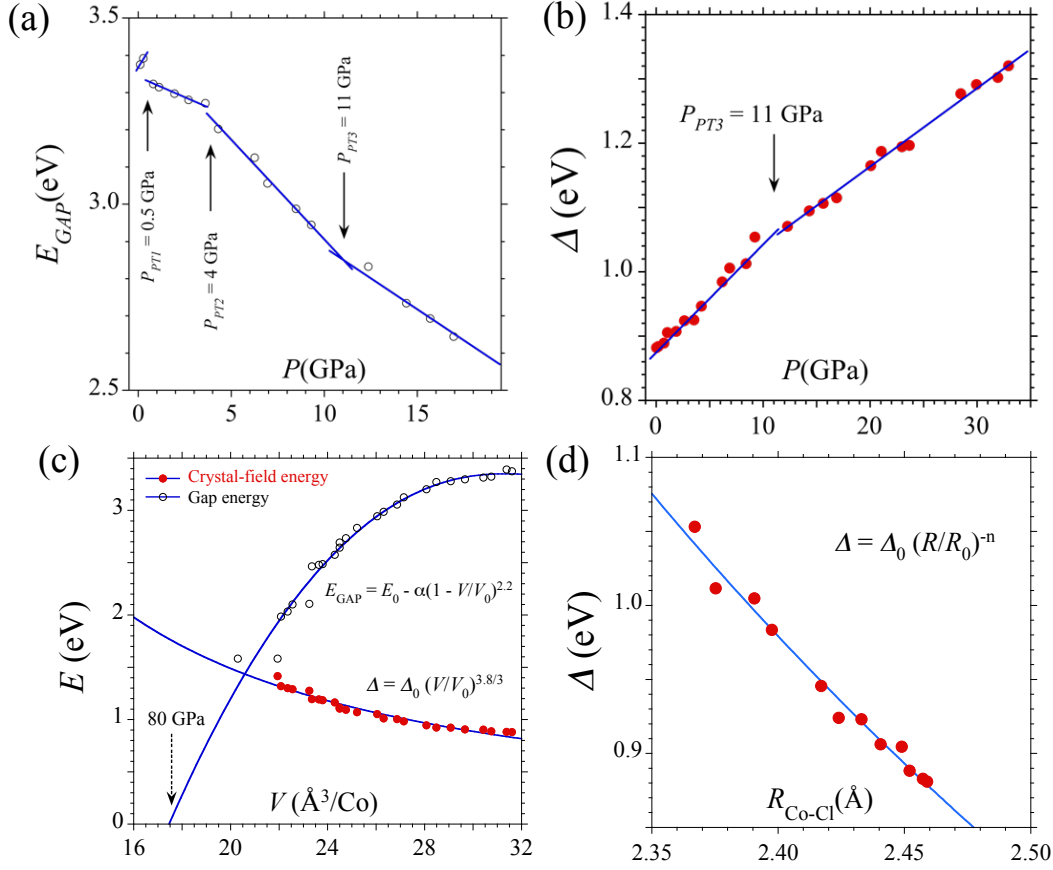 (a)
3.5
3.0
2.5
E_GAP(eV)
P_PT1 = 0.5 GPa
P_PT2 = 4 GPa
P_PT3 = 11 GPa
P(GPa)
0 5 10 15
(b)
1.4
1.2
1.0
0.8
Δ (eV)
P_PT3 = 11 GPa
P(GPa)
0 10 20 30
(c)
3
2
1
0
E (eV)
Crystal-field energy
Gap energy
E_GAP = E_0 - α(1 - V/V_0)^2.2
Δ = Δ_0 (V/V_0)^3.8/3
80 GPa
V (Å^3/Co)
16 20 24 28 32
(d)
1.1
1.0
0.9
Δ (eV)
Δ = Δ_0 (R/R_0)^-n
R_Co-Cl(Å)
2.35 2.40 2.45 2.50